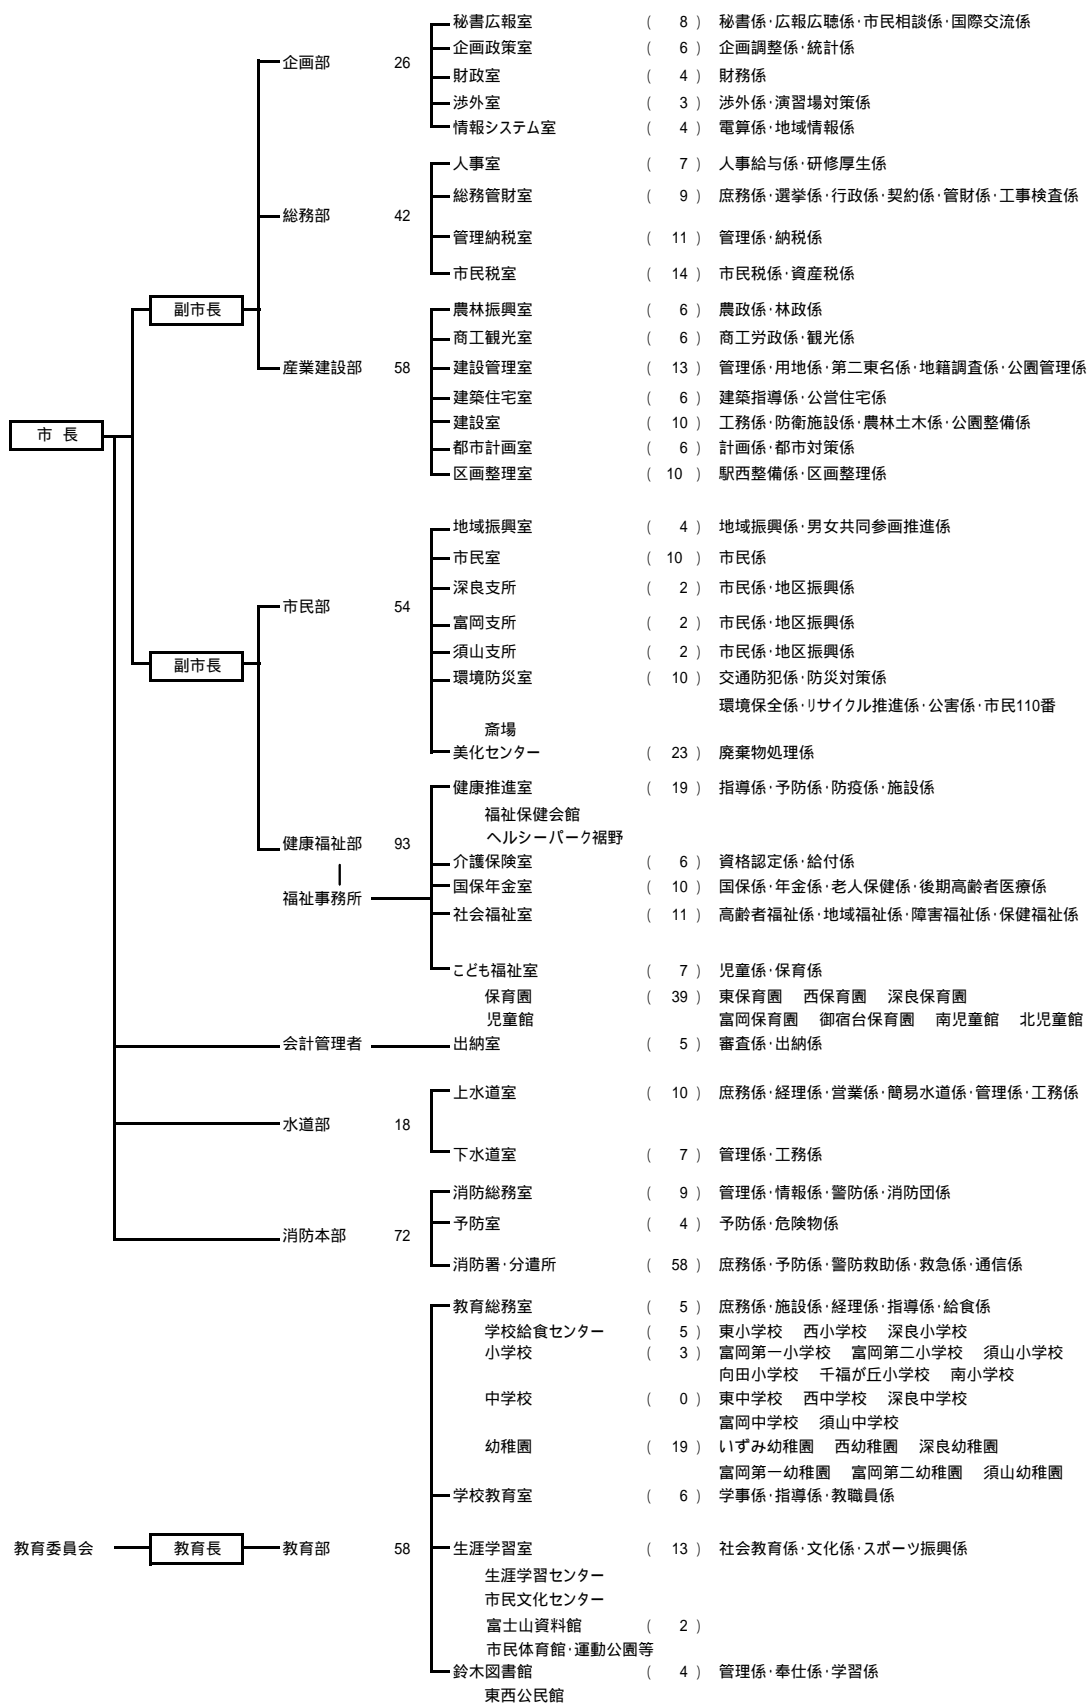 秘書広報室 ( 8 ) 秘書係･広報広聴係･市民相談係･国際交流係
企画政策室 ( 6 ) 企画調整係･統計係
企画部 26
財政室 ( 4 ) 財務係
渉外室 ( 3 ) 渉外係･演習場対策係
情報システム室 ( 4 ) 電算係･地域情報係
人事室 ( 7 ) 人事給与係･研修厚生係
総務管財室 ( 9 ) 庶務係･選挙係･行政係･契約係･管財係･工事検査係
総務部 42
管理納税室 ( 11 ) 管理係･納税係
市民税室 ( 14 ) 市民税係･資産税係
副市長
農林振興室 ( 6 ) 農政係･林政係
商工観光室 ( 6 ) 商工労政係･観光係
産業建設部 58 建設管理室 ( 13 ) 管理係･用地係･第二東名係･地籍調査係･公園管理係
建築住宅室 ( 6 ) 建築指導係･公営住宅係
建設室 ( 10 ) 工務係･防衛施設係･農林土木係･公園整備係
市 長
都市計画室 ( 6 ) 計画係･都市対策係
区画整理室 ( 10 ) 駅西整備係･区画整理係
地域振興室 ( 4 ) 地域振興係･男女共同参画推進係
市民室 ( 10 ) 市民係
深良支所 ( 2 ) 市民係･地区振興係
市民部 54
富岡支所 ( 2 ) 市民係･地区振興係
須山支所 ( 2 ) 市民係･地区振興係
副市長
環境防災室 ( 10 ) 交通防犯係･防災対策係
環境保全係･リサイクル推進係･公害係･市民110番
斎場
美化センター ( 23 ) 廃棄物処理係
健康推進室 ( 19 ) 指導係･予防係･防疫係･施設係
福祉保健会館
ヘルシーパーク裾野
健康福祉部 93
介護保険室 ( 6 ) 資格認定係･給付係
国保年金室 ( 10 ) 国保係･年金係･老人保健係･後期高齢者医療係
福祉事務所
社会福祉室 ( 11 ) 高齢者福祉係･地域福祉係･障害福祉係･保健福祉係
こども福祉室 ( 7 ) 児童係･保育係
保育園 ( 39 ) 東保育園 西保育園 深良保育園
児童館 富岡保育園 御宿台保育園 南児童館 北児童館
会計管理者 出納室 ( 5 ) 審査係･出納係
上水道室 ( 10 ) 庶務係･経理係･営業係･簡易水道係･管理係･工務係
水道部 18
下水道室 ( 7 ) 管理係･工務係
消防総務室 ( 9 ) 管理係･情報係･警防係･消防団係
予防室 ( 4 ) 予防係･危険物係
消防本部 72
消防署･分遣所 ( 58 ) 庶務係･予防係･警防救助係･救急係･通信係
教育総務室 ( 5 ) 庶務係･施設係･経理係･指導係･給食係
学校給食センター ( 5 ) 東小学校 西小学校 深良小学校
小学校 ( 3 ) 富岡第一小学校 富岡第二小学校 須山小学校
向田小学校 千福が丘小学校 南小学校
中学校 ( 0 ) 東中学校 西中学校 深良中学校
富岡中学校 須山中学校
幼稚園 ( 19 ) いずみ幼稚園 西幼稚園 深良幼稚園
富岡第一幼稚園 富岡第二幼稚園 須山幼稚園
学校教育室 ( 6 ) 学事係･指導係･教職員係
教育委員会 教育長 教育部 58 生涯学習室 ( 13 ) 社会教育係･文化係･スポーツ振興係
生涯学習センター
市民文化センター
富士山資料館 ( 2 )
市民体育館･運動公園等
鈴木図書館 ( 4 ) 管理係･奉仕係･学習係
東西公民館